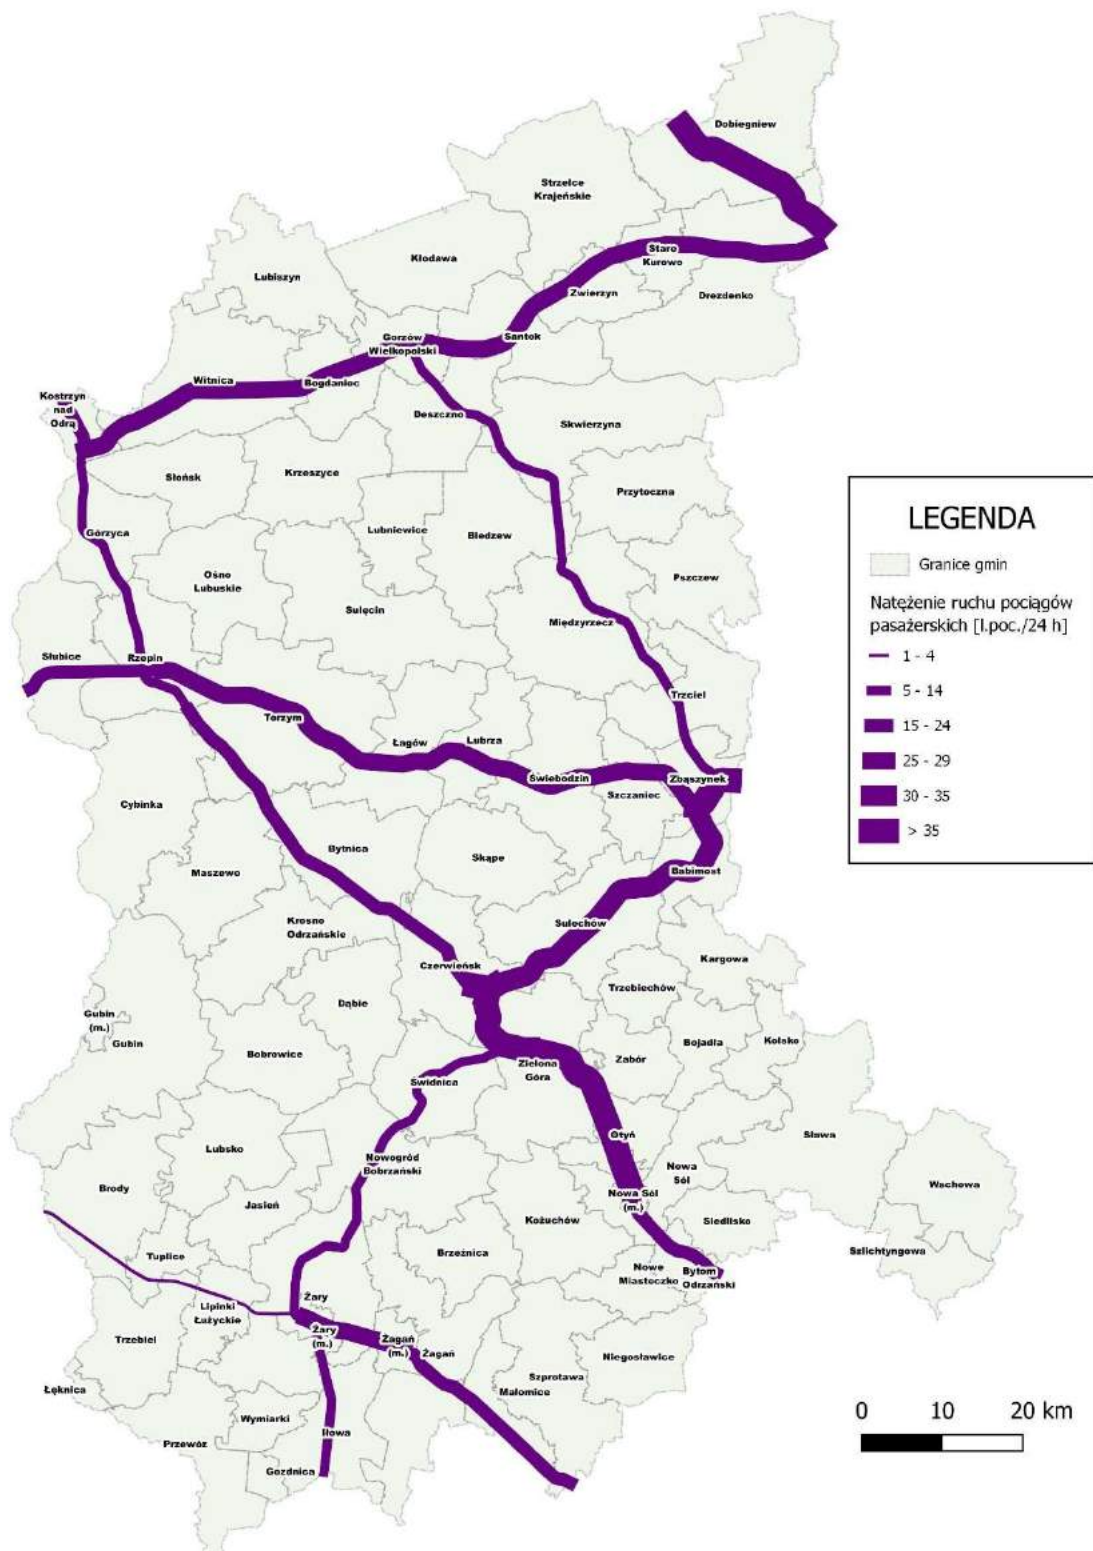 Dobiegniew
Strzelce
Krajeńskie
Stare
Kurowo
Kłodawa
Lubiszyn
Zwierzyn
Drezdenko
Gorzów
Wielkopolski
Santok
Witnica
Bogdaniec
Kostrzyn
nad
Odrą
Deszczno
Skwierzyna
Słońsk
Krzeszyce
Przytoczna
Lubniewice
Bledzew
Górzyca
Ośno
Lubuskie
Pszczew
Sulęcin
Międzyrzecz
Słubice
Rzepin
Trzciel
Torzym
Łagów
Lubrza
Świebodzin
Zbąszynek
Szczaniec
Cybinka
Bytnica
Skąpe
Maszewo
Babimost
Krosno
Odrzańskie
Sulechów
Kargowa
Czerwieńsk
Trzebiechów
Dąbie
Gubin
(m.)
Gubin
Bobrowice
Bojadła
Kolsko
Zabór
Zielona
Góra
Świdnica
Otyń
Sława
Lubsko
Nowogród
Bobrzański
Nowa
Sól
Brody
Wschowa
Jasień
Nowa Sól
(m.)
Kożuchów
Siedlisko
Tuplice
Brzeźnica
Szlichtyngowa
Nowe
Miasteczko
Bytom
Odrzański
Żary
Lipinki
Łużyckie
Trzebiel
Żary
(m.)
Żagań
(m.)
Żagań
Niegosławice
Szprotawa
Małomice
Łęknica
Wymiarki
Iłowa
Przewóz
Gozdnica
LEGENDA
Granice gmin
Natężenie ruchu pociągów
pasażerskich [l.poc./24 h]
1 - 4
5 - 14
15 - 24
25 - 29
30 - 35
> 35
0 10 20 km